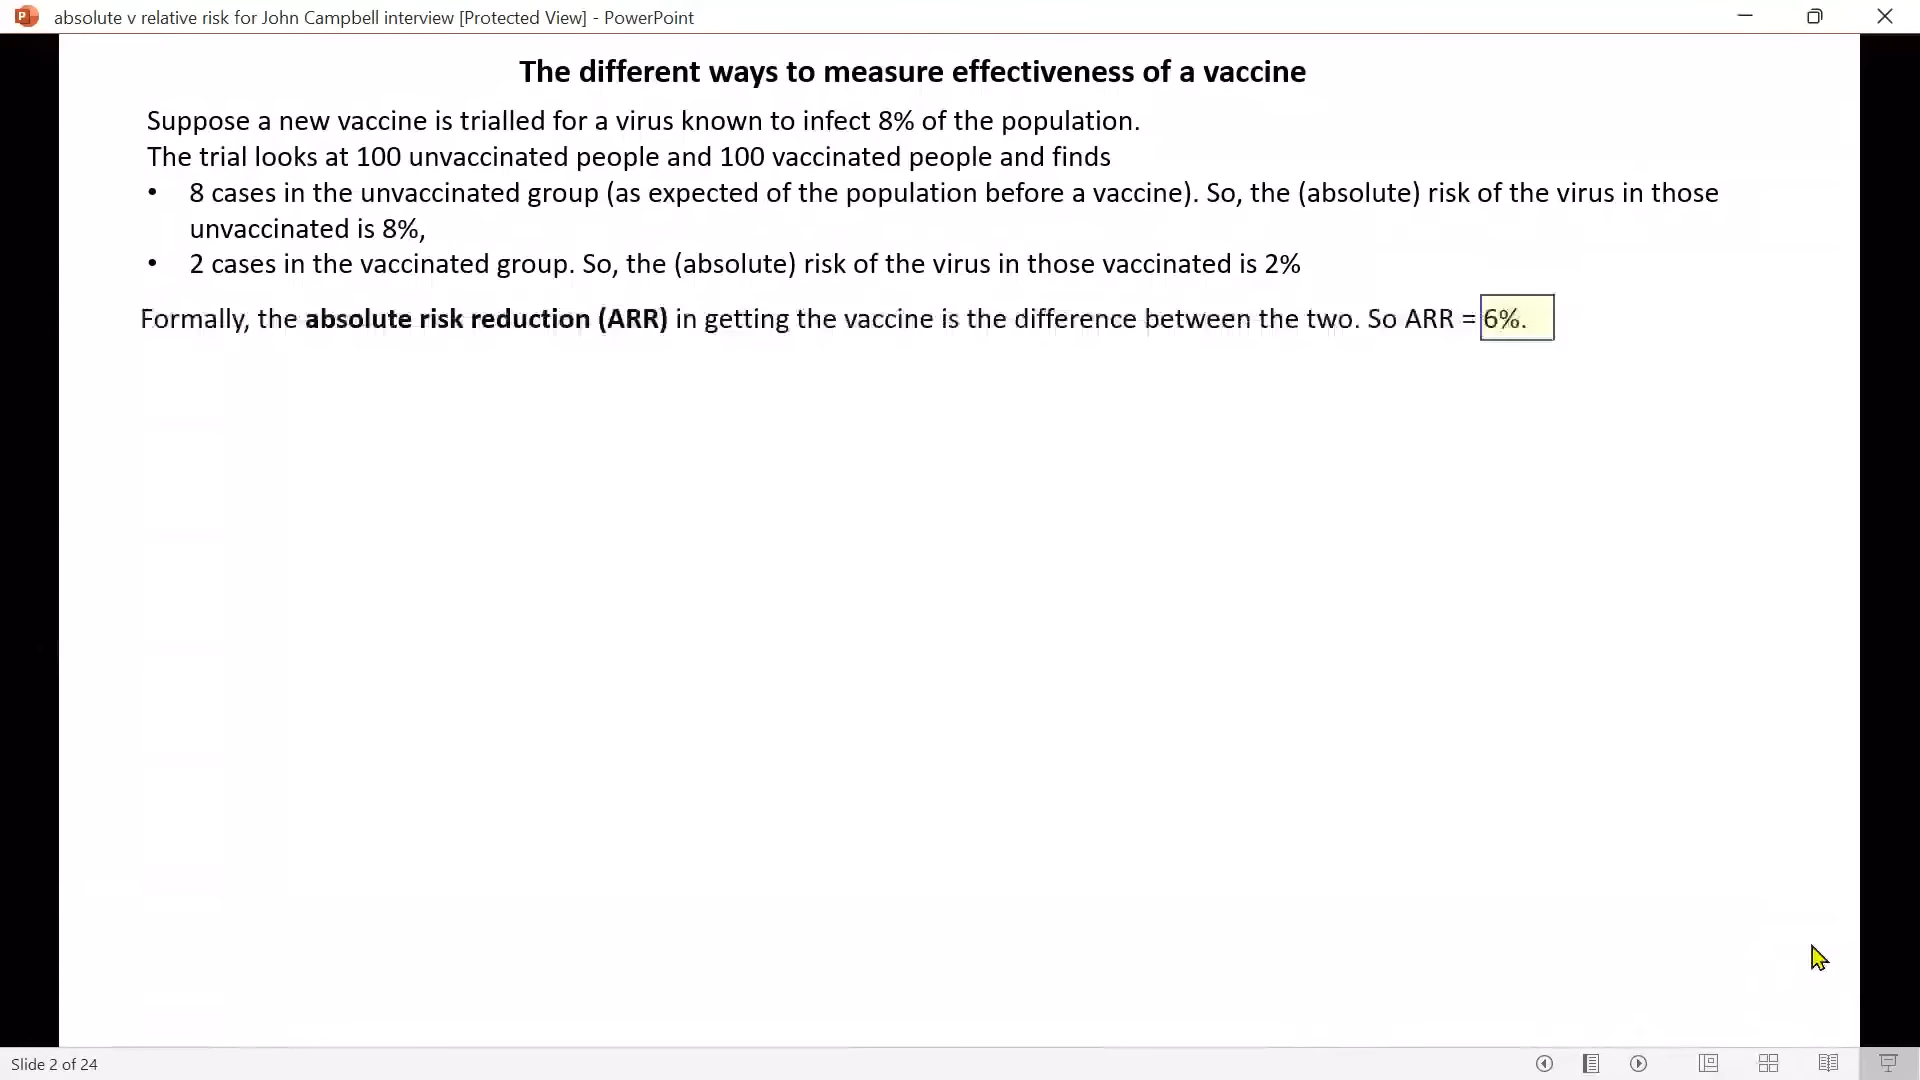 absolute v relative risk for John Campbell interview [Protected View] - PowerPoint
The different ways to measure effectiveness of a vaccine
Suppose a new vaccine is trialled for a virus known to infect 8% of the population.
The trial looks at 100 unvaccinated people and 100 vaccinated people and finds
• 8 cases in the unvaccinated group (as expected of the population before a vaccine). So, the (absolute) risk of the virus in those
unvaccinated is 8%,
• 2 cases in the vaccinated group. So, the (absolute) risk of the virus in those vaccinated is 2%
Formally, the absolute risk reduction (ARR) in getting the vaccine is the difference between the two. So ARR = 6%.
Slide 2 of 24